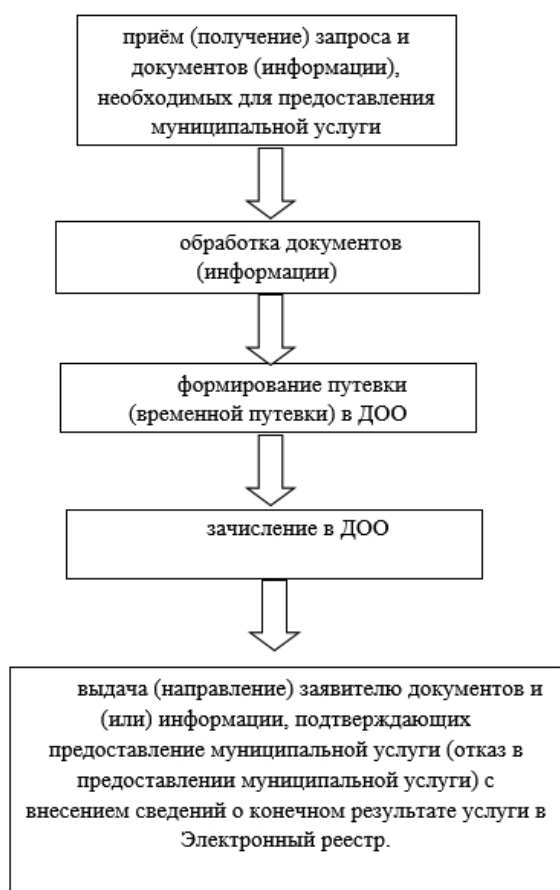 приём (получение) запроса и
документов (информации),
необходимых для предоставления
муниципальной услуги
обработка документов
(информации)
формирование путевки
(временной путевки) в ДОО
зачисление в ДОО
выдача (направление) заявителю документов и
(или) информации, подтверждающих
предоставление муниципальной услуги (отказ в
предоставлении муниципальной услуги) с
внесением сведений о конечном результате услуги в
Электронный реестр.